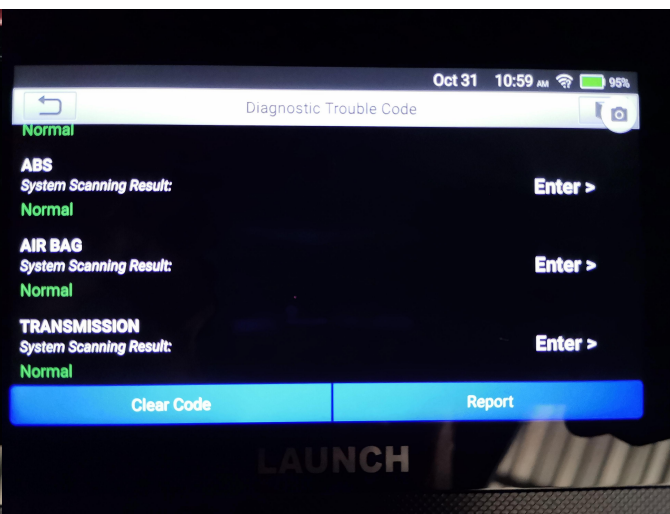 Oct 31 10:59 AM 95%
Diagnostic Trouble Code
Normal
ABS
System Scanning Result:
Enter >
Normal
AIR BAG
System Scanning Result:
Enter >
Normal
TRANSMISSION
System Scanning Result:
Enter >
Normal
Clear Code
Report
LAUNCH